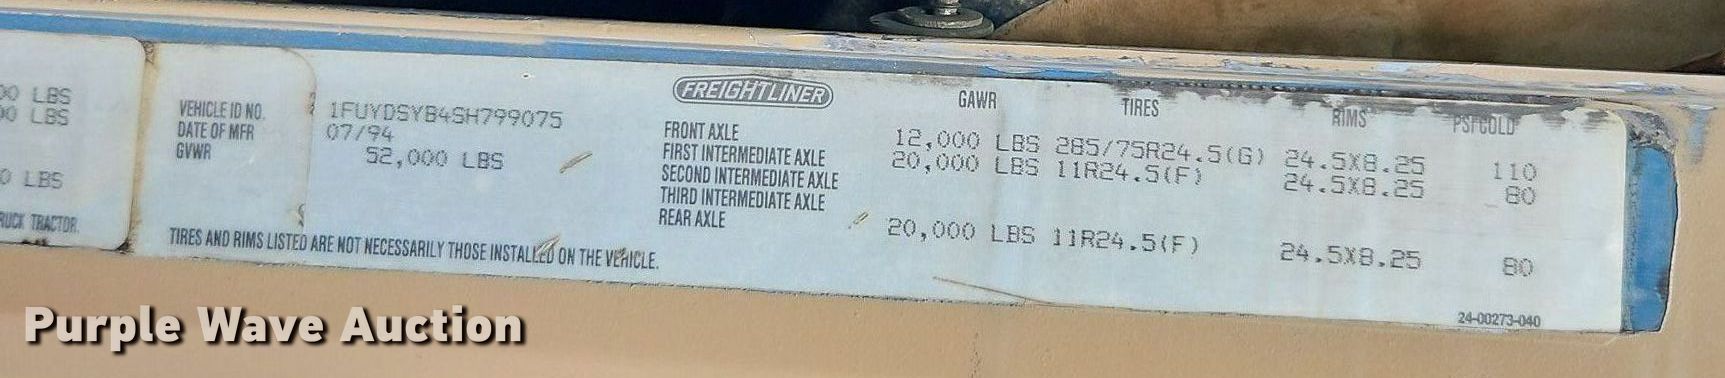 00 LBS
00 LBS
0 LBS
RUCK TRACTOR.
VEHICLE ID NO. 1FUYDSYB4SH799075
DATE OF MFR 07/94
GVWR 52,000 LBS
FREIGHTLINER
GAWR TIRES RIMS PSI COLD
FRONT AXLE 12,000 LBS 285/75R24.5(G) 24.5X8.25 110
FIRST INTERMEDIATE AXLE 20,000 LBS 11R24.5(F) 24.5X8.25 80
SECOND INTERMEDIATE AXLE
THIRD INTERMEDIATE AXLE
REAR AXLE 20,000 LBS 11R24.5(F) 24.5X8.25 80
TIRES AND RIMS LISTED ARE NOT NECESSARILY THOSE INSTALLED ON THE VEHICLE.
24-00273-040
Purple Wave Auction